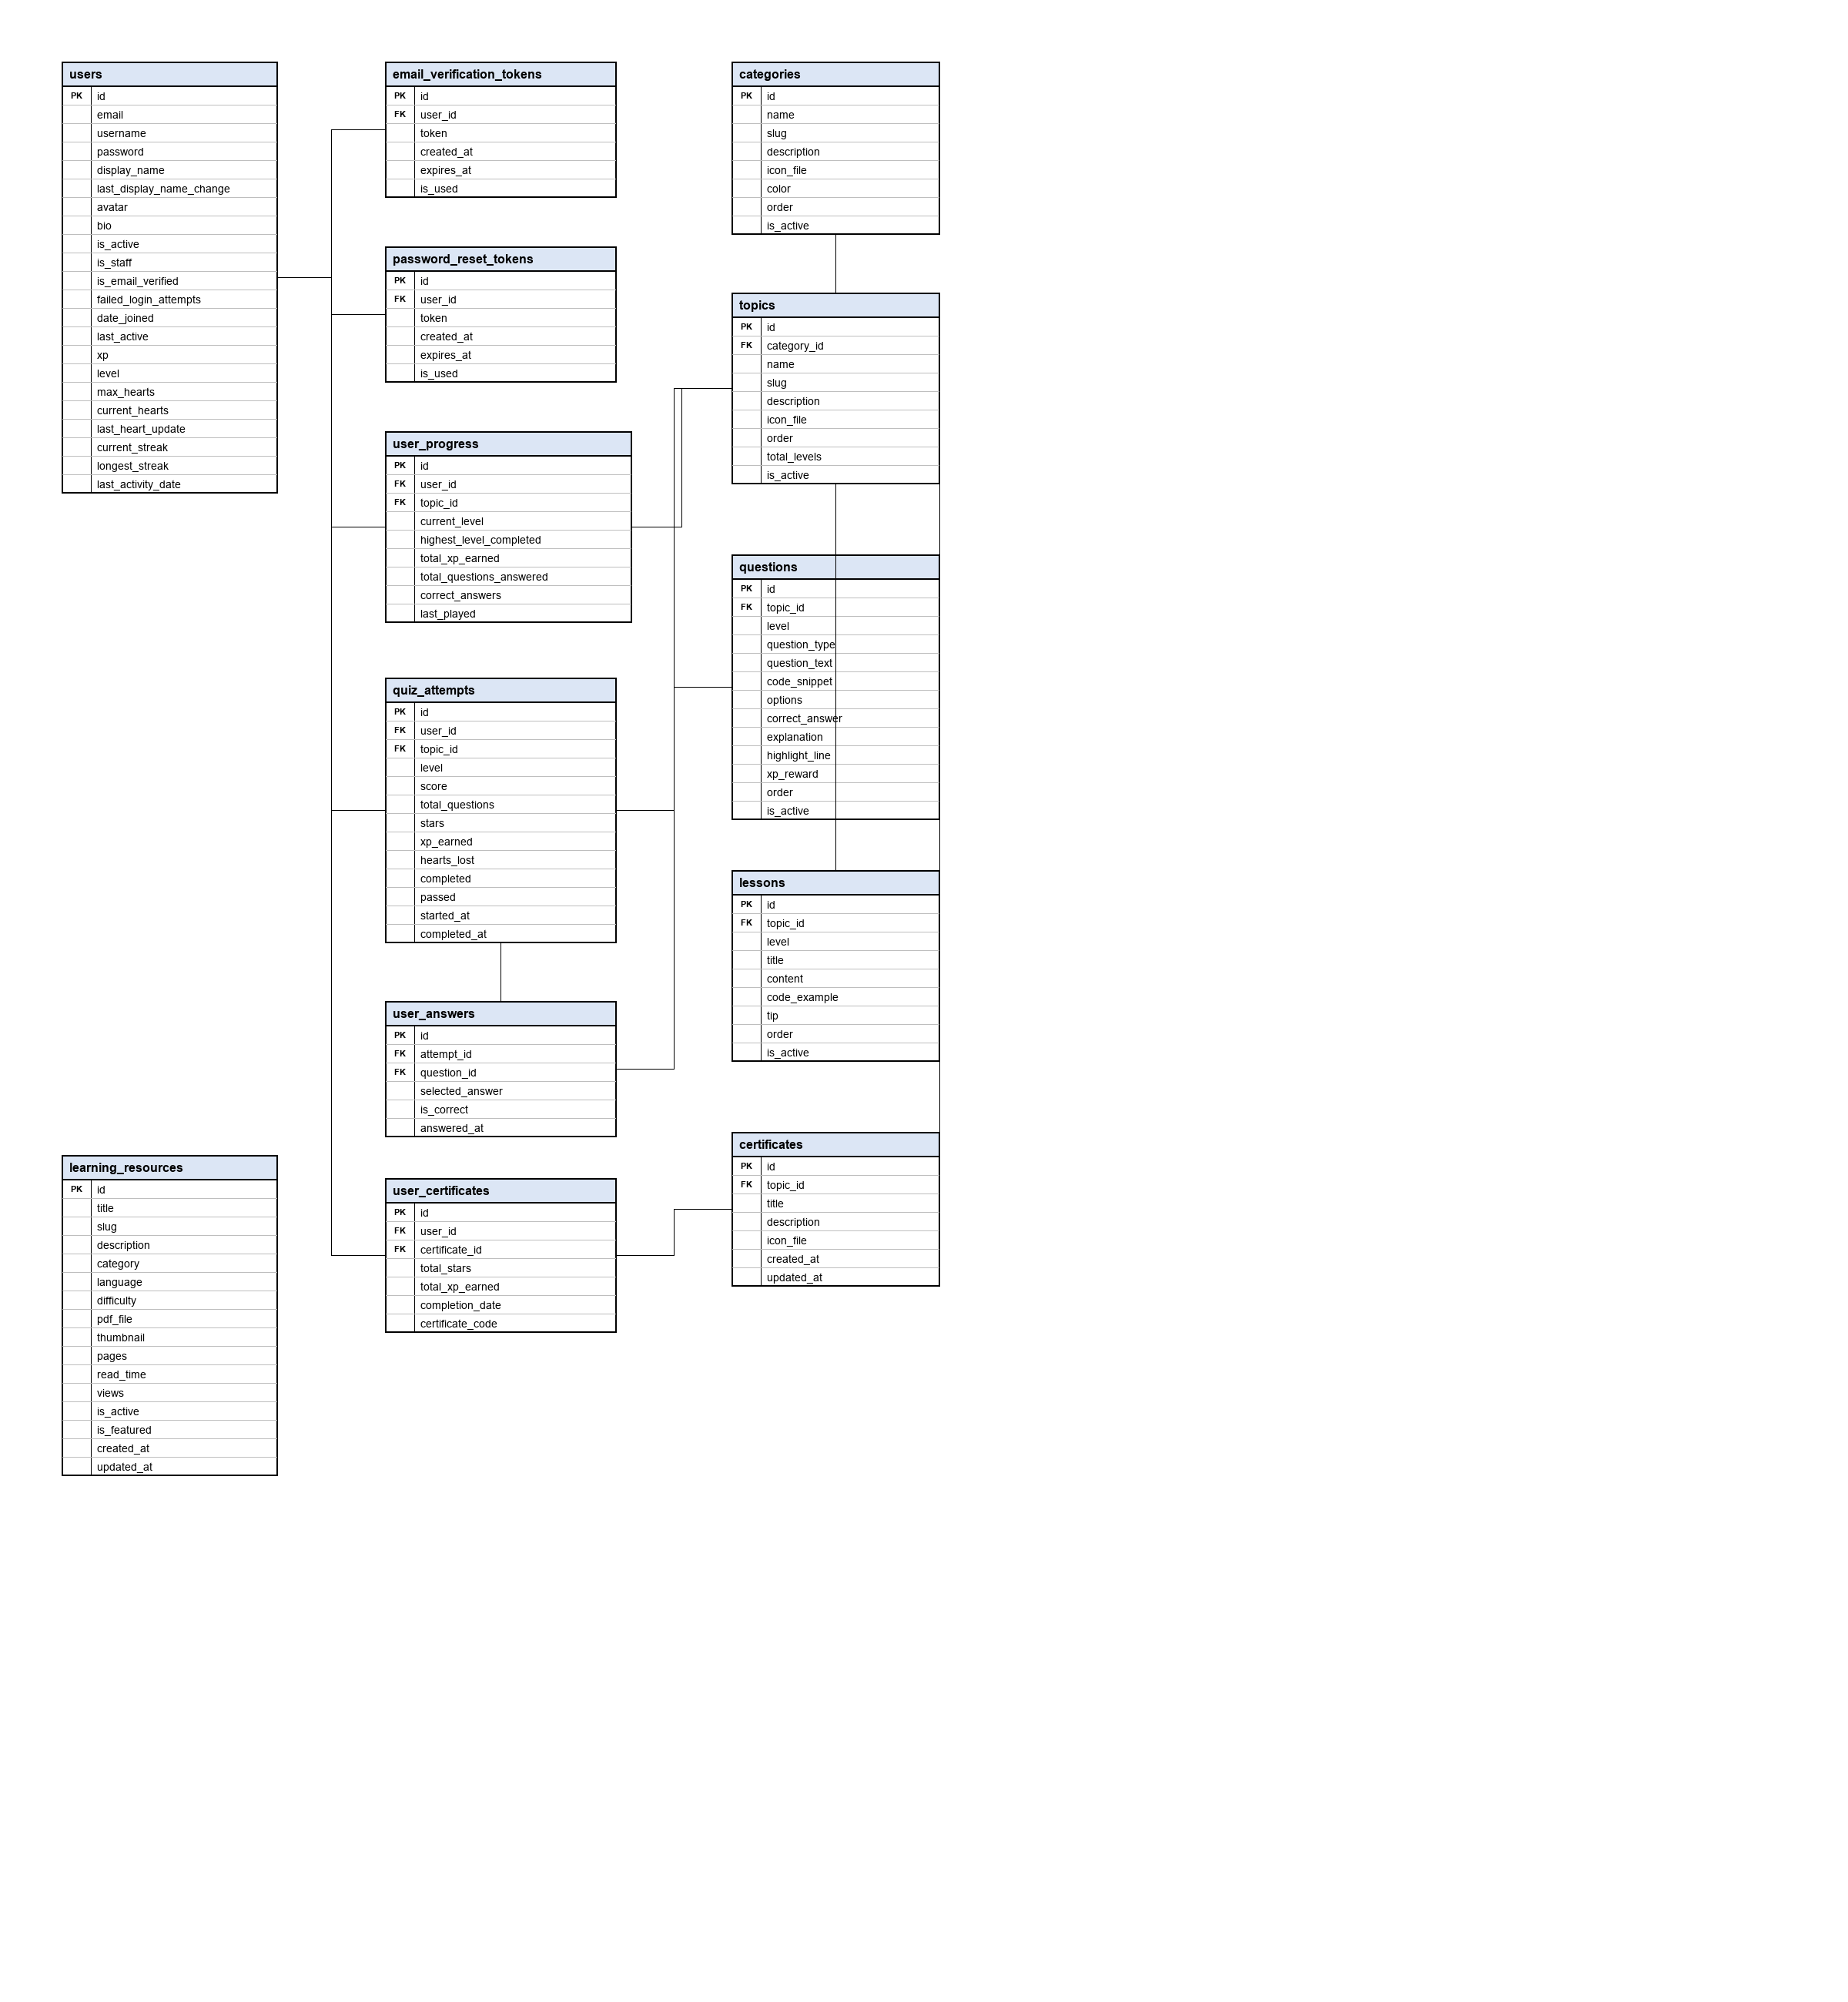 users
PK id
email
username
password
display_name
last_display_name_change
avatar
bio
is_active
is_staff
is_email_verified
failed_login_attempts
date_joined
last_active
xp
level
max_hearts
current_hearts
last_heart_update
current_streak
longest_streak
last_activity_date
learning_resources
PK id
title
slug
description
category
language
difficulty
pdf_file
thumbnail
pages
read_time
views
is_active
is_featured
created_at
updated_at
email_verification_tokens
PK id
FK user_id
token
created_at
expires_at
is_used
password_reset_tokens
PK id
FK user_id
token
created_at
expires_at
is_used
user_progress
PK id
FK user_id
FK topic_id
current_level
highest_level_completed
total_xp_earned
total_questions_answered
correct_answers
last_played
quiz_attempts
PK id
FK user_id
FK topic_id
level
score
total_questions
stars
xp_earned
hearts_lost
completed
passed
started_at
completed_at
user_answers
PK id
FK attempt_id
FK question_id
selected_answer
is_correct
answered_at
user_certificates
PK id
FK user_id
FK certificate_id
total_stars
total_xp_earned
completion_date
certificate_code
categories
PK id
name
slug
description
icon_file
color
order
is_active
topics
PK id
FK category_id
name
slug
description
icon_file
order
total_levels
is_active
questions
PK id
FK topic_id
level
question_type
question_text
code_snippet
options
correct_answer
explanation
highlight_line
xp_reward
order
is_active
lessons
PK id
FK topic_id
level
title
content
code_example
tip
order
is_active
certificates
PK id
FK topic_id
title
description
icon_file
created_at
updated_at